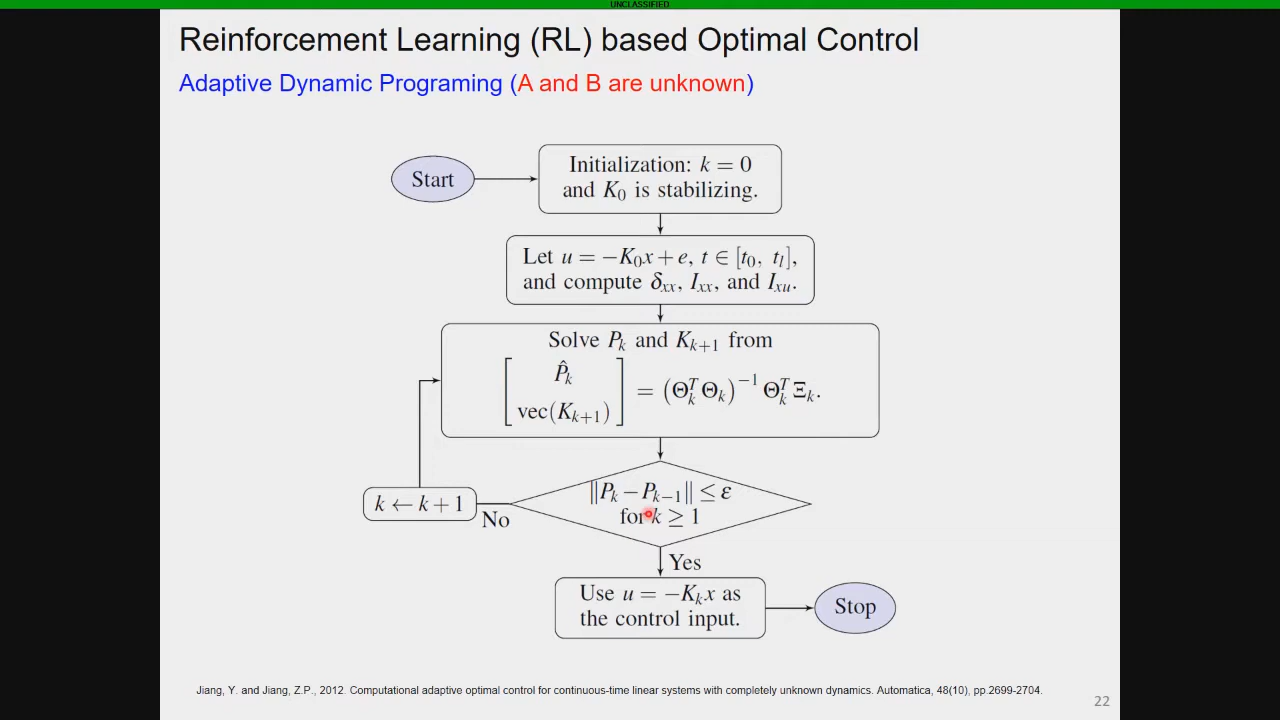 UNCLASSIFIED
Reinforcement Learning (RL) based Optimal Control
Adaptive Dynamic Programing (A and B are unknown)
Start
Initialization: k = 0
and K₀ is stabilizing.
Let u = −K₀x + e, t ∈ [t₀, tₗ],
and compute δₓₓ, Iₓₓ, and Iₓᵤ.
Solve Pₖ and Kₖ₊₁ from
[ P̂ₖ
vec(Kₖ₊₁) ] = (Θₖᵀ Θₖ)⁻¹ Θₖᵀ Ξₖ.
‖Pₖ − Pₖ₋₁‖ ≤ ε
for k ≥ 1
k ← k + 1
No
Yes
Use u = −Kₖx as
the control input.
Stop
Jiang, Y. and Jiang, Z.P., 2012. Computational adaptive optimal control for continuous-time linear systems with completely unknown dynamics. Automatica, 48(10), pp.2699-2704.
22